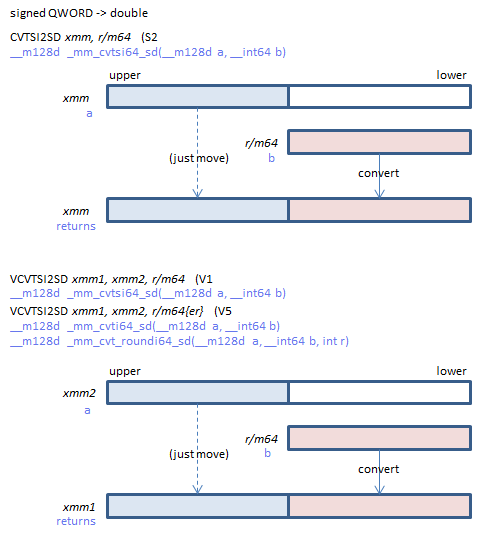 signed QWORD -> double
CVTSI2SD xmm, r/m64 (S2
__m128d _mm_cvtsi64_sd(__m128d a, __int64 b)
upper lower
xmm
a
r/m64
(just move) b
convert
xmm
returns
VCVTSI2SD xmm1, xmm2, r/m64 (V1
__m128d _mm_cvtsi64_sd(__m128d a, __int64 b)
VCVTSI2SD xmm1, xmm2, r/m64{er} (V5
__m128d _mm_cvti64_sd(__m128d a, __int64 b)
__m128d _mm_cvt_roundi64_sd(__m128d a, __int64 b, int r)
upper lower
xmm2
a
r/m64
(just move) b
convert
xmm1
returns